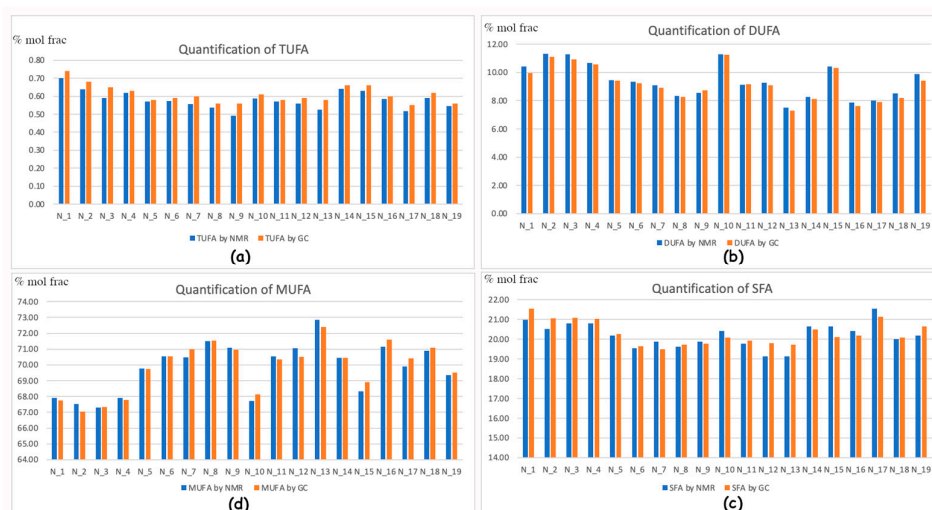 % mol frac
Quantification of TUFA
0.80
0.70
0.60
0.50
0.40
0.30
0.20
0.10
0.00
N_1 N_2 N_3 N_4 N_5 N_6 N_7 N_8 N_9 N_10 N_11 N_12 N_13 N_14 N_15 N_16 N_17 N_18 N_19
TUFA by NMR TUFA by GC
(a)
% mol frac
Quantification of DUFA
12.00
10.00
8.00
6.00
4.00
2.00
0.00
N_1 N_2 N_3 N_4 N_5 N_6 N_7 N_8 N_9 N_10 N_11 N_12 N_13 N_14 N_15 N_16 N_17 N_18 N_19
DUFA by NMR DUFA by GC
(b)
% mol frac
Quantification of MUFA
74.00
73.00
72.00
71.00
70.00
69.00
68.00
67.00
66.00
65.00
64.00
N_1 N_2 N_3 N_4 N_5 N_6 N_7 N_8 N_9 N_10 N_11 N_12 N_13 N_14 N_15 N_16 N_17 N_18 N_19
MUFA by NMR MUFA by GC
(d)
% mol frac
Quantification of SFA
22.00
21.00
20.00
19.00
18.00
17.00
16.00
15.00
14.00
N_1 N_2 N_3 N_4 N_5 N_6 N_7 N_8 N_9 N_10 N_11 N_12 N_13 N_14 N_15 N_16 N_17 N_18 N_19
SFA by NMR SFA by GC
(c)